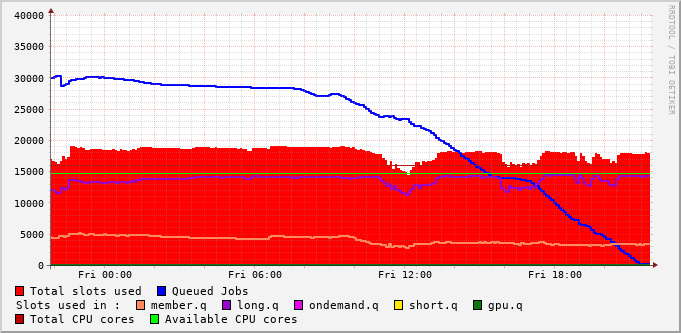 40000
35000
30000
25000
20000
15000
10000
5000
0
Fri 00:00 Fri 06:00 Fri 12:00 Fri 18:00
RRDTOOL / TOBI OETIKER
Total slots used Queued Jobs
Slots used in : member.q long.q ondemand.q short.q gpu.q
Total CPU cores Available CPU cores